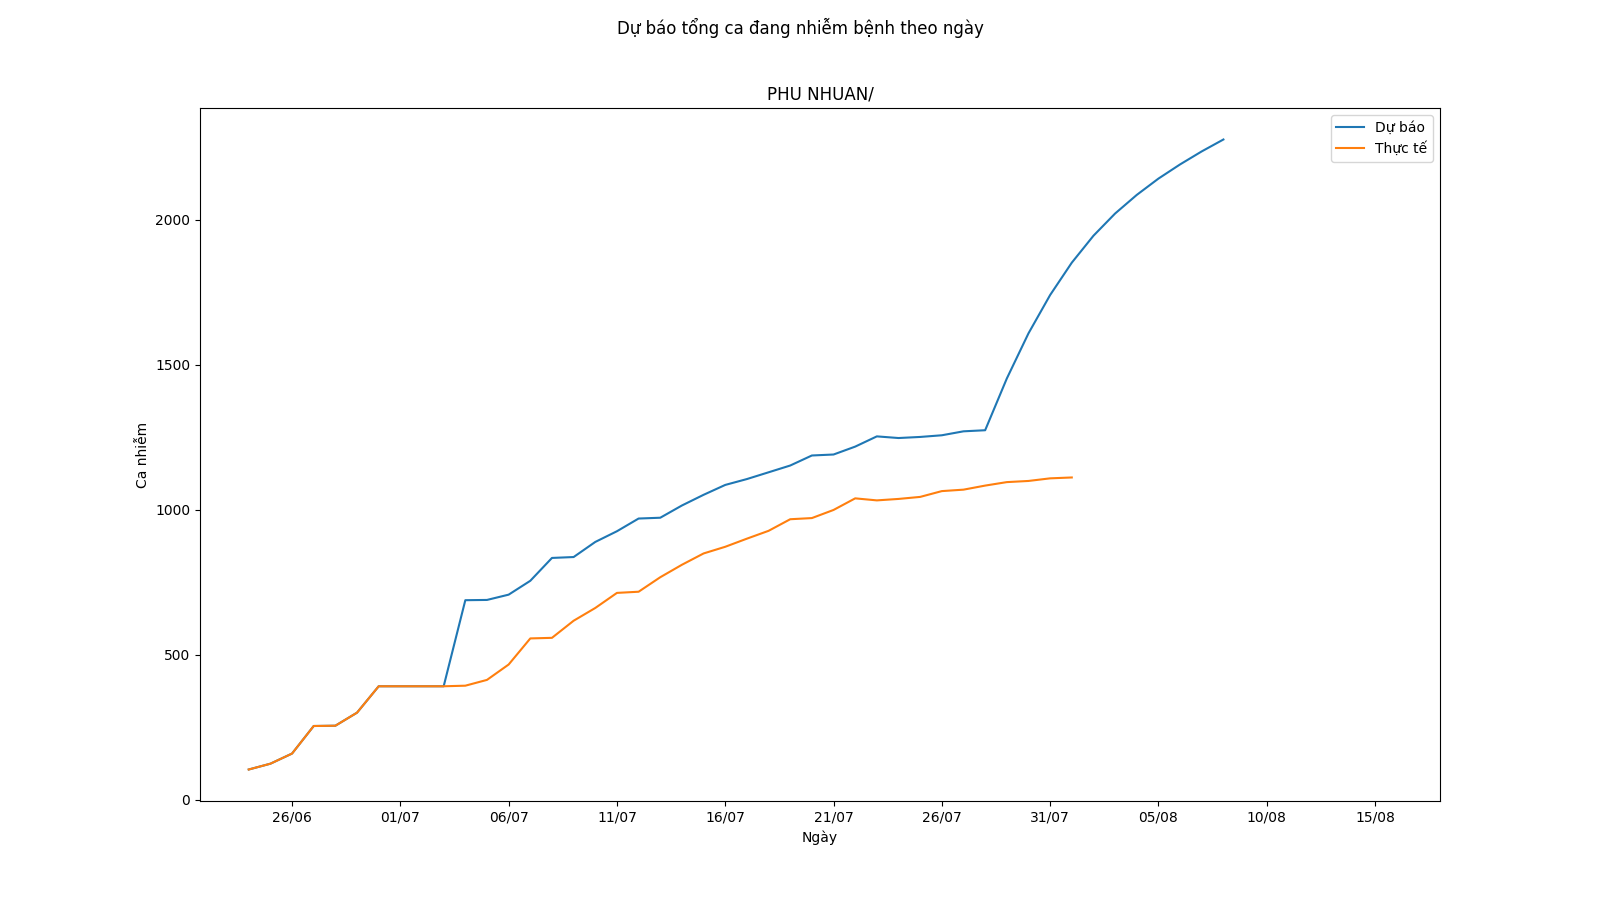 Dự báo tổng ca đang nhiễm bệnh theo ngày
PHU NHUAN/
Dự báo
Thực tế
2000
1500
1000
500
0
Ca nhiễm
26/06 01/07 06/07 11/07 16/07 21/07 26/07 31/07 05/08 10/08 15/08
Ngày